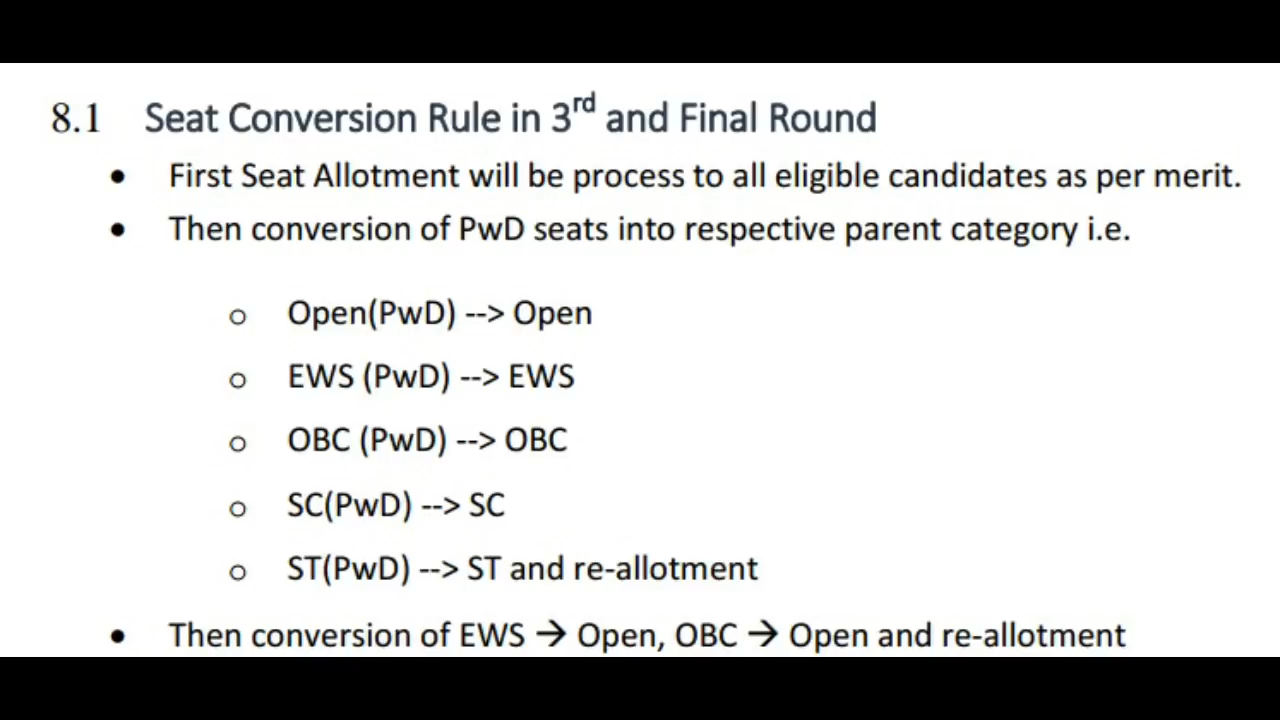 8.1 Seat Conversion Rule in 3rd and Final Round
• First Seat Allotment will be process to all eligible candidates as per merit.
• Then conversion of PwD seats into respective parent category i.e.
o Open(PwD) --> Open
o EWS (PwD) --> EWS
o OBC (PwD) --> OBC
o SC(PwD) --> SC
o ST(PwD) --> ST and re-allotment
• Then conversion of EWS → Open, OBC → Open and re-allotment